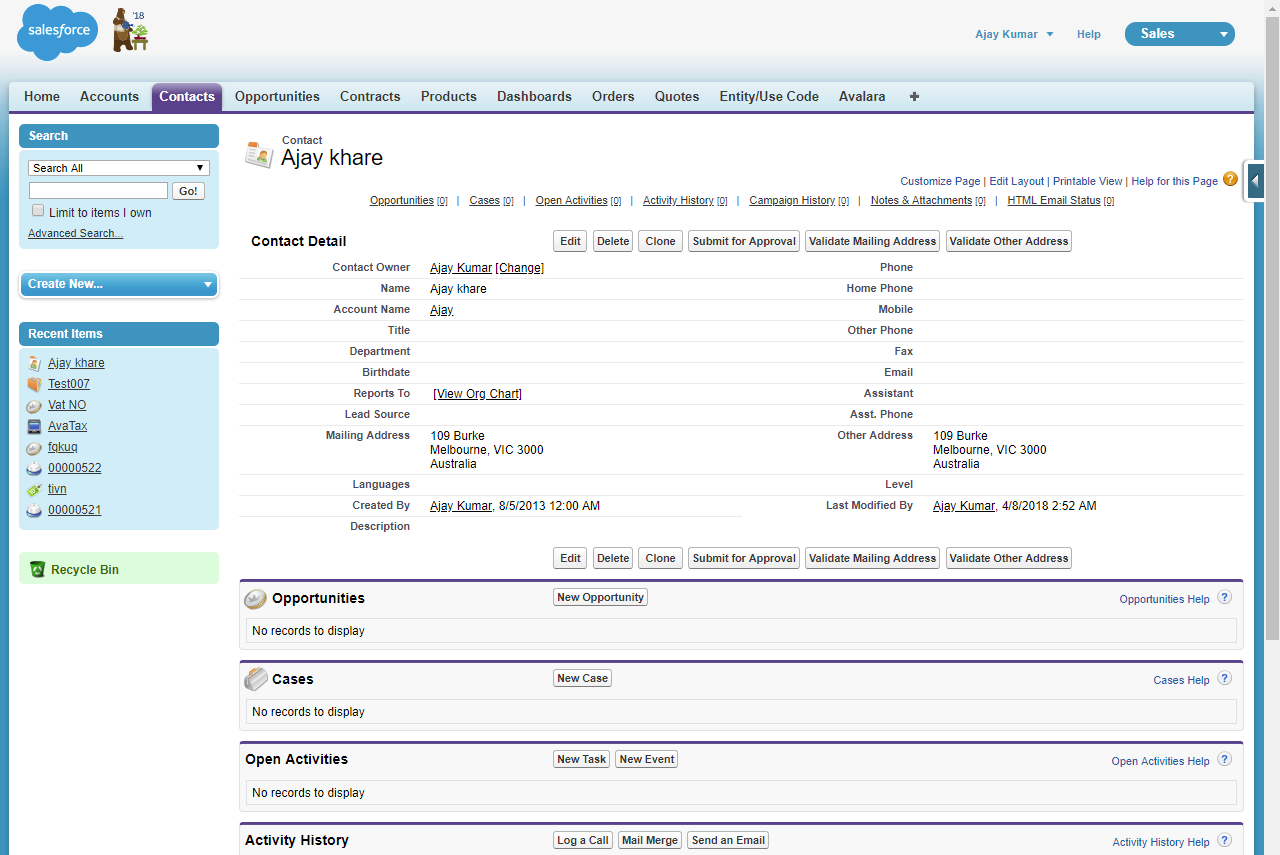 salesforce
'18
Ajay Kumar
Help
Sales
Home Accounts Contacts Opportunities Contracts Products Dashboards Orders Quotes Entity/Use Code Avalara +
Search
Search All
Go!
Limit to items I own
Advanced Search...
Create New...
Recent Items
Ajay khare
Test007
Vat NO
AvaTax
fqkuq
00000522
tivn
00000521
Recycle Bin
Contact
Ajay khare
Customize Page | Edit Layout | Printable View | Help for this Page ?
Opportunities [0] | Cases [0] | Open Activities [0] | Activity History [0] | Campaign History [0] | Notes & Attachments [0] | HTML Email Status [0]
Contact Detail Edit Delete Clone Submit for Approval Validate Mailing Address Validate Other Address
Contact Owner Ajay Kumar [Change] Phone
Name Ajay khare Home Phone
Account Name Ajay Mobile
Title Other Phone
Department Fax
Birthdate Email
Reports To [View Org Chart] Assistant
Lead Source Asst. Phone
Mailing Address 109 Burke Other Address 109 Burke
Melbourne, VIC 3000 Melbourne, VIC 3000
Australia Australia
Languages Level
Created By Ajay Kumar, 8/5/2013 12:00 AM Last Modified By Ajay Kumar, 4/8/2018 2:52 AM
Description
Edit Delete Clone Submit for Approval Validate Mailing Address Validate Other Address
Opportunities New Opportunity Opportunities Help ?
No records to display
Cases New Case Cases Help ?
No records to display
Open Activities New Task New Event Open Activities Help ?
No records to display
Activity History Log a Call Mail Merge Send an Email Activity History Help ?